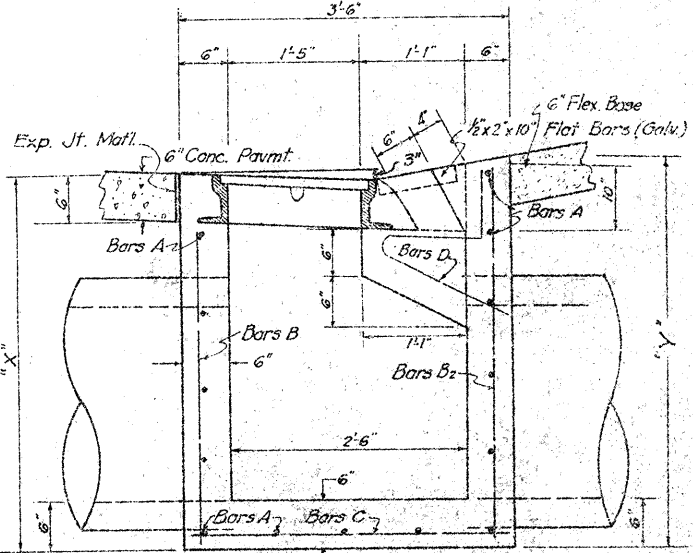 3'-6"
6" 1'-5" 1'-1" 6"
6" Flex. Base
4"
½"x2"x10"
Flat Bars (Galv.)
6"
Exp. Jt. Matl.
6" Conc. Pavmt.
3"
6"
10"
Bars A
Bars A
Bars D
6"
6"
"X"
"Y"
Bars B
1'-1"
6"
Bars B2
2'-6"
6"
6"
Bars A
Bars C
6"